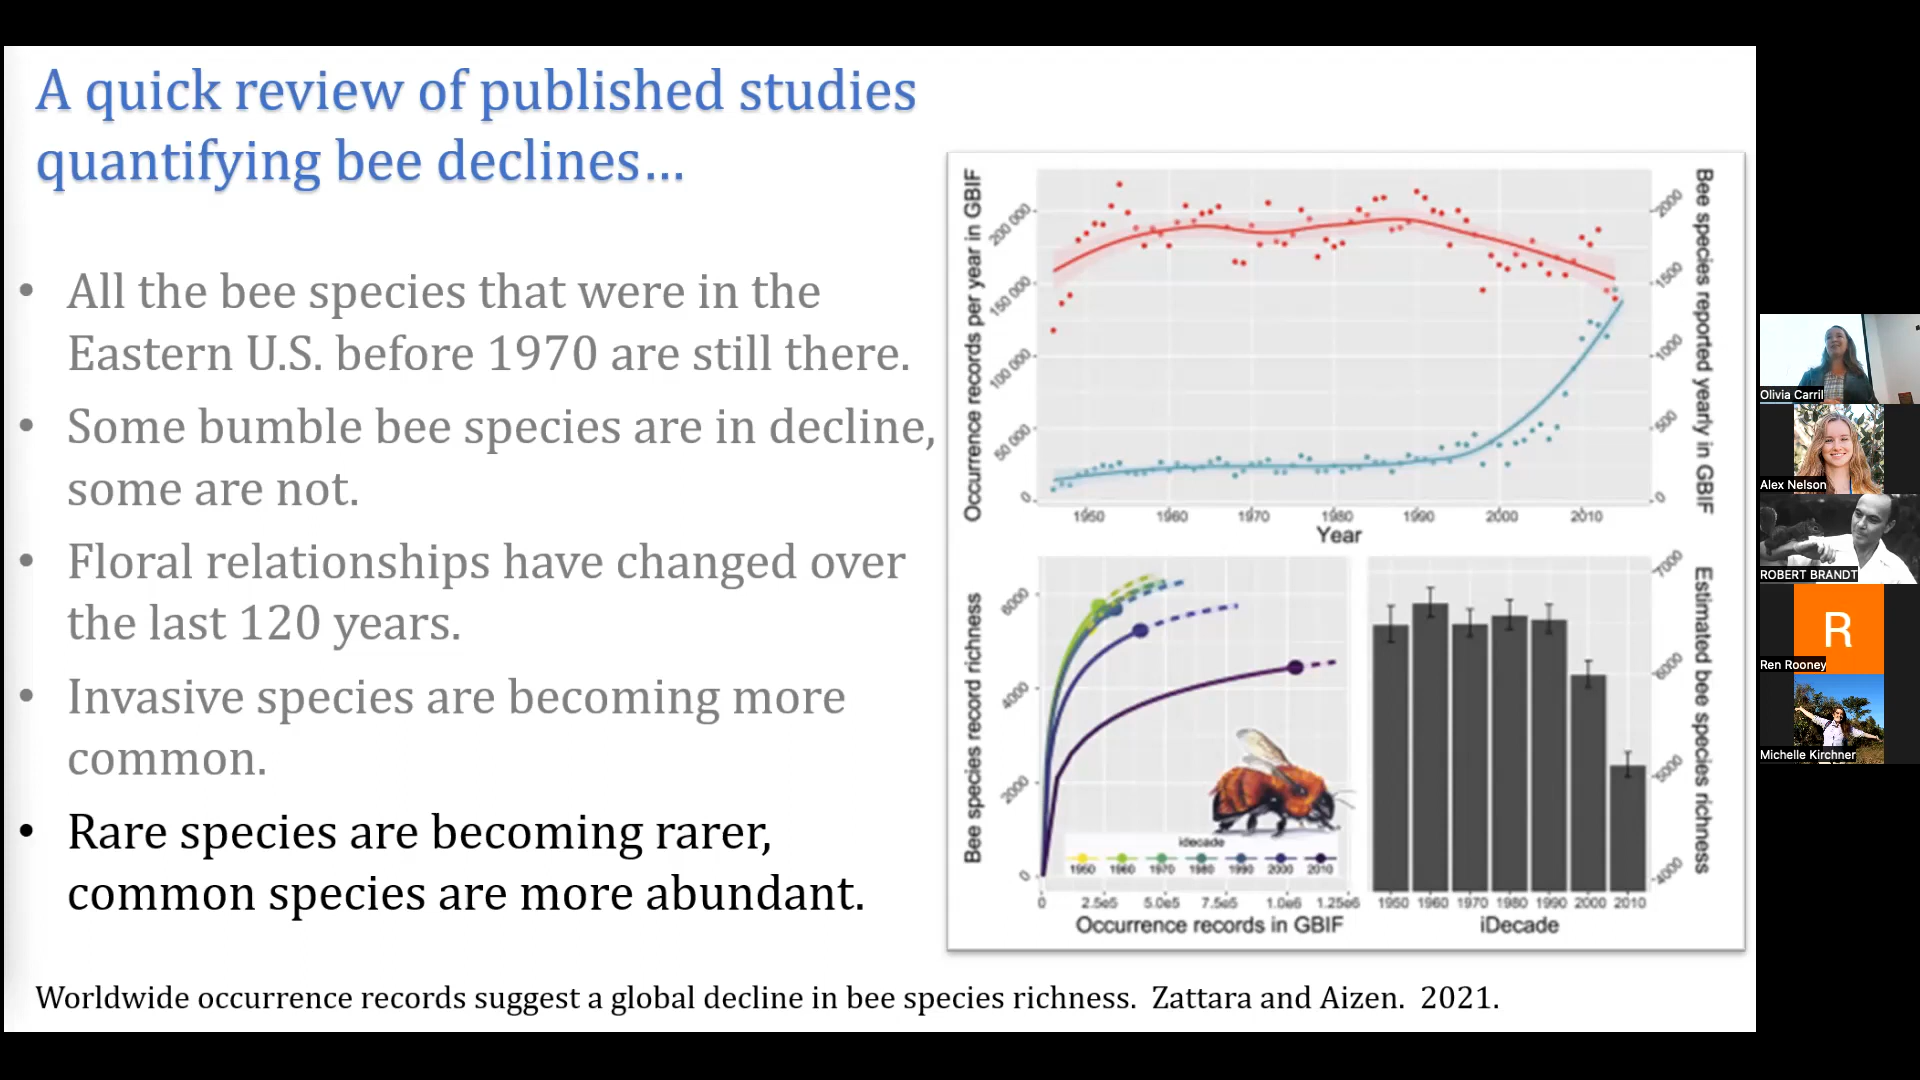 A quick review of published studies
quantifying bee declines…
• All the bee species that were in the
Eastern U.S. before 1970 are still there.
• Some bumble bee species are in decline,
some are not.
• Floral relationships have changed over
the last 120 years.
• Invasive species are becoming more
common.
• Rare species are becoming rarer,
common species are more abundant.
Occurrence records per year in GBIF
200 000
150 000
100 000
50 000
0
Bee species reported yearly in GBIF
2000
1500
1000
500
0
1950 1960 1970 1980 1990 2000 2010
Year
Bee species record richness
6000
4000
2000
0
idecade
1950 1960 1970 1980 1990 2000 2010
0 2.5e5 5.0e5 7.5e5 1.0e6 1.25e6
Occurrence records in GBIF
Estimated bee species richness
7000
6000
5000
4000
1950 1960 1970 1980 1990 2000 2010
iDecade
Worldwide occurrence records suggest a global decline in bee species richness. Zattara and Aizen. 2021.
Olivia Carril
Alex Nelson
ROBERT BRANDT
R
Ren Rooney
Michelle Kirchner